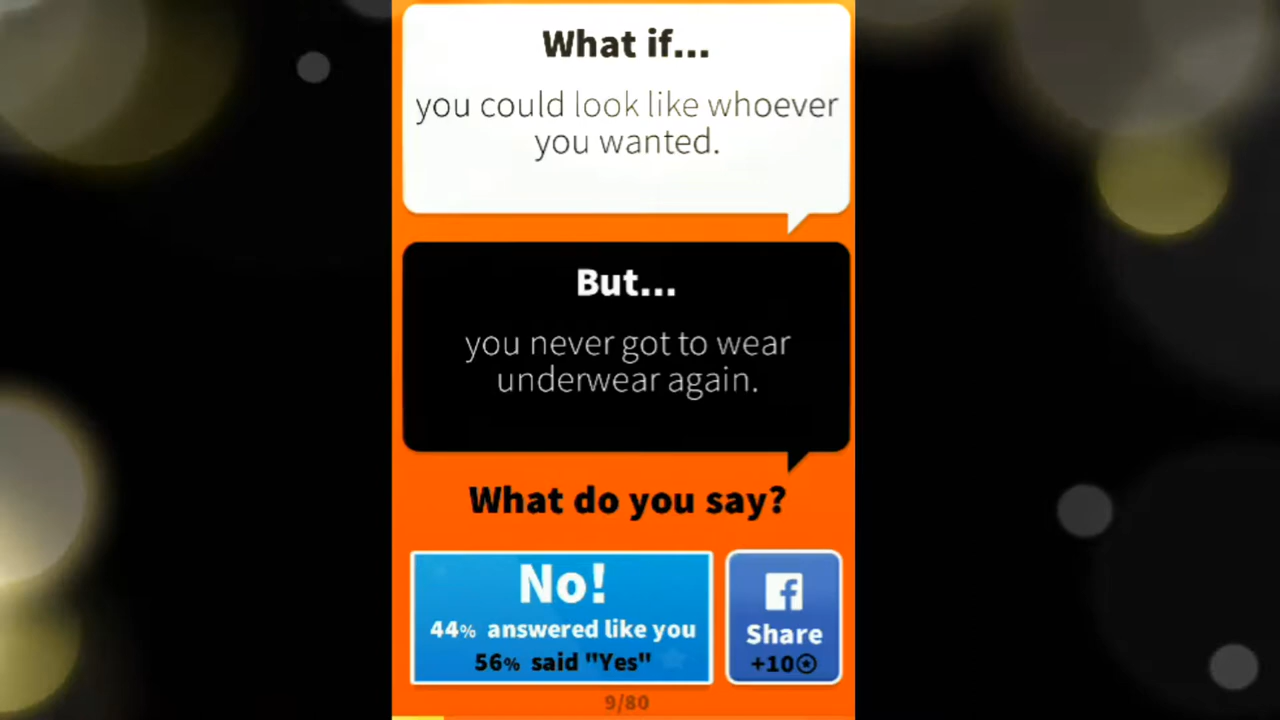 What if...
you could look like whoever
you wanted.
But...
you never got to wear
underwear again.
What do you say?
No!
44% answered like you
56% said "Yes"
Share
+10
9/80